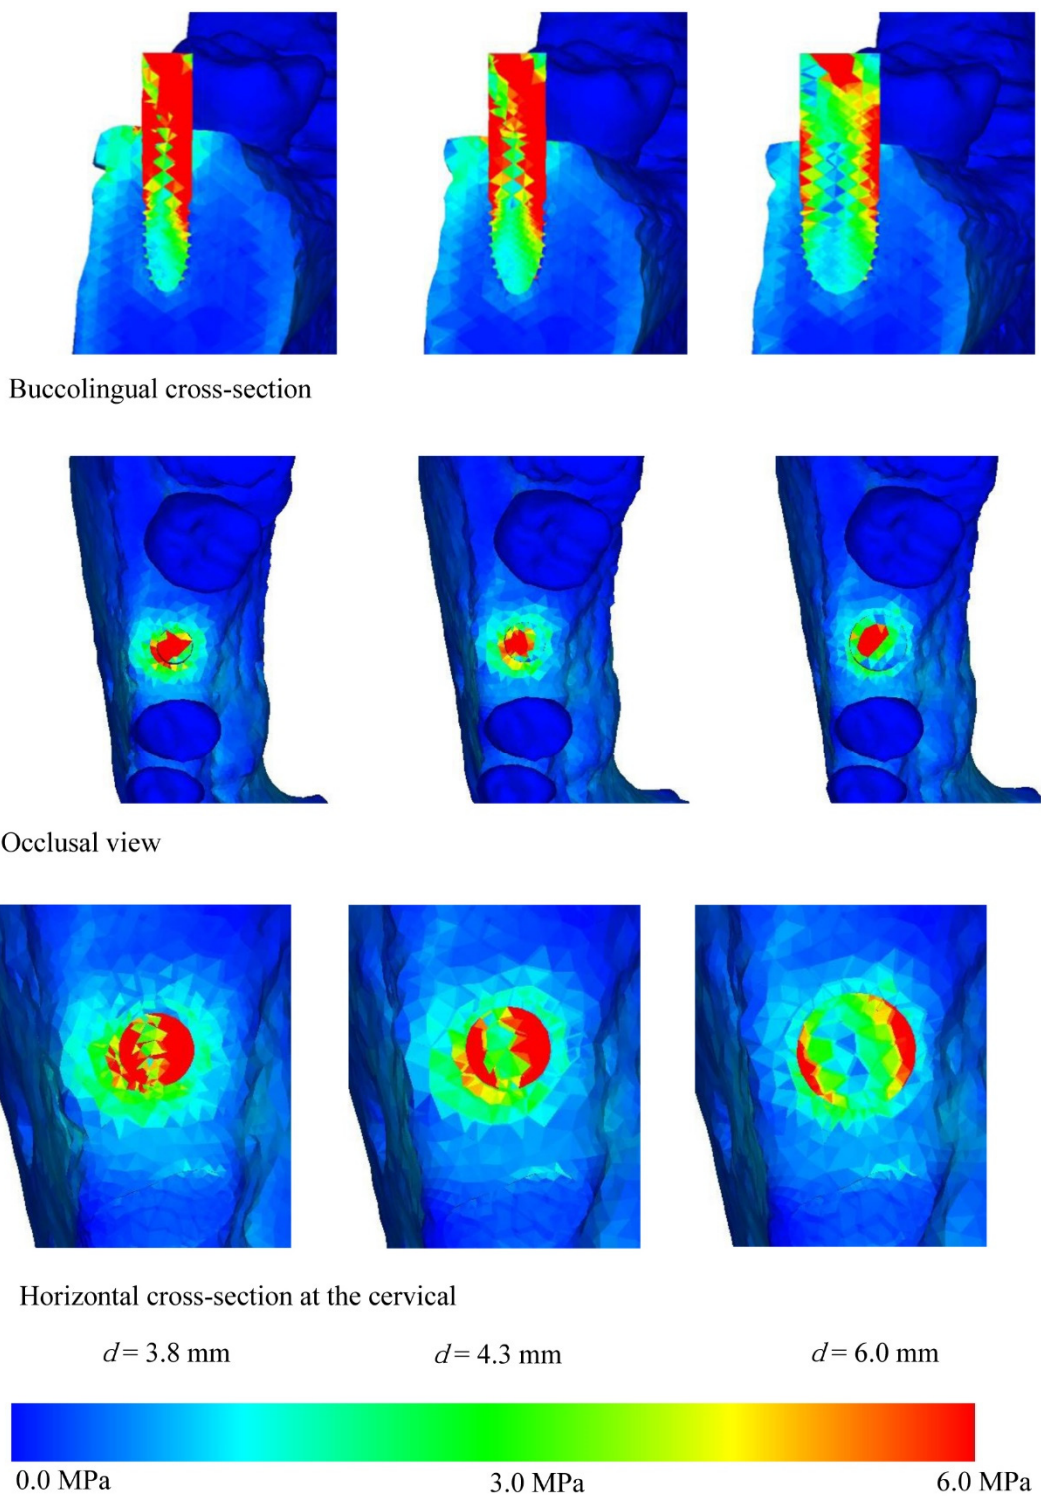 Buccolingual cross-section
Occlusal view
Horizontal cross-section at the cervical
d = 3.8 mm d = 4.3 mm d = 6.0 mm
0.0 MPa 3.0 MPa 6.0 MPa